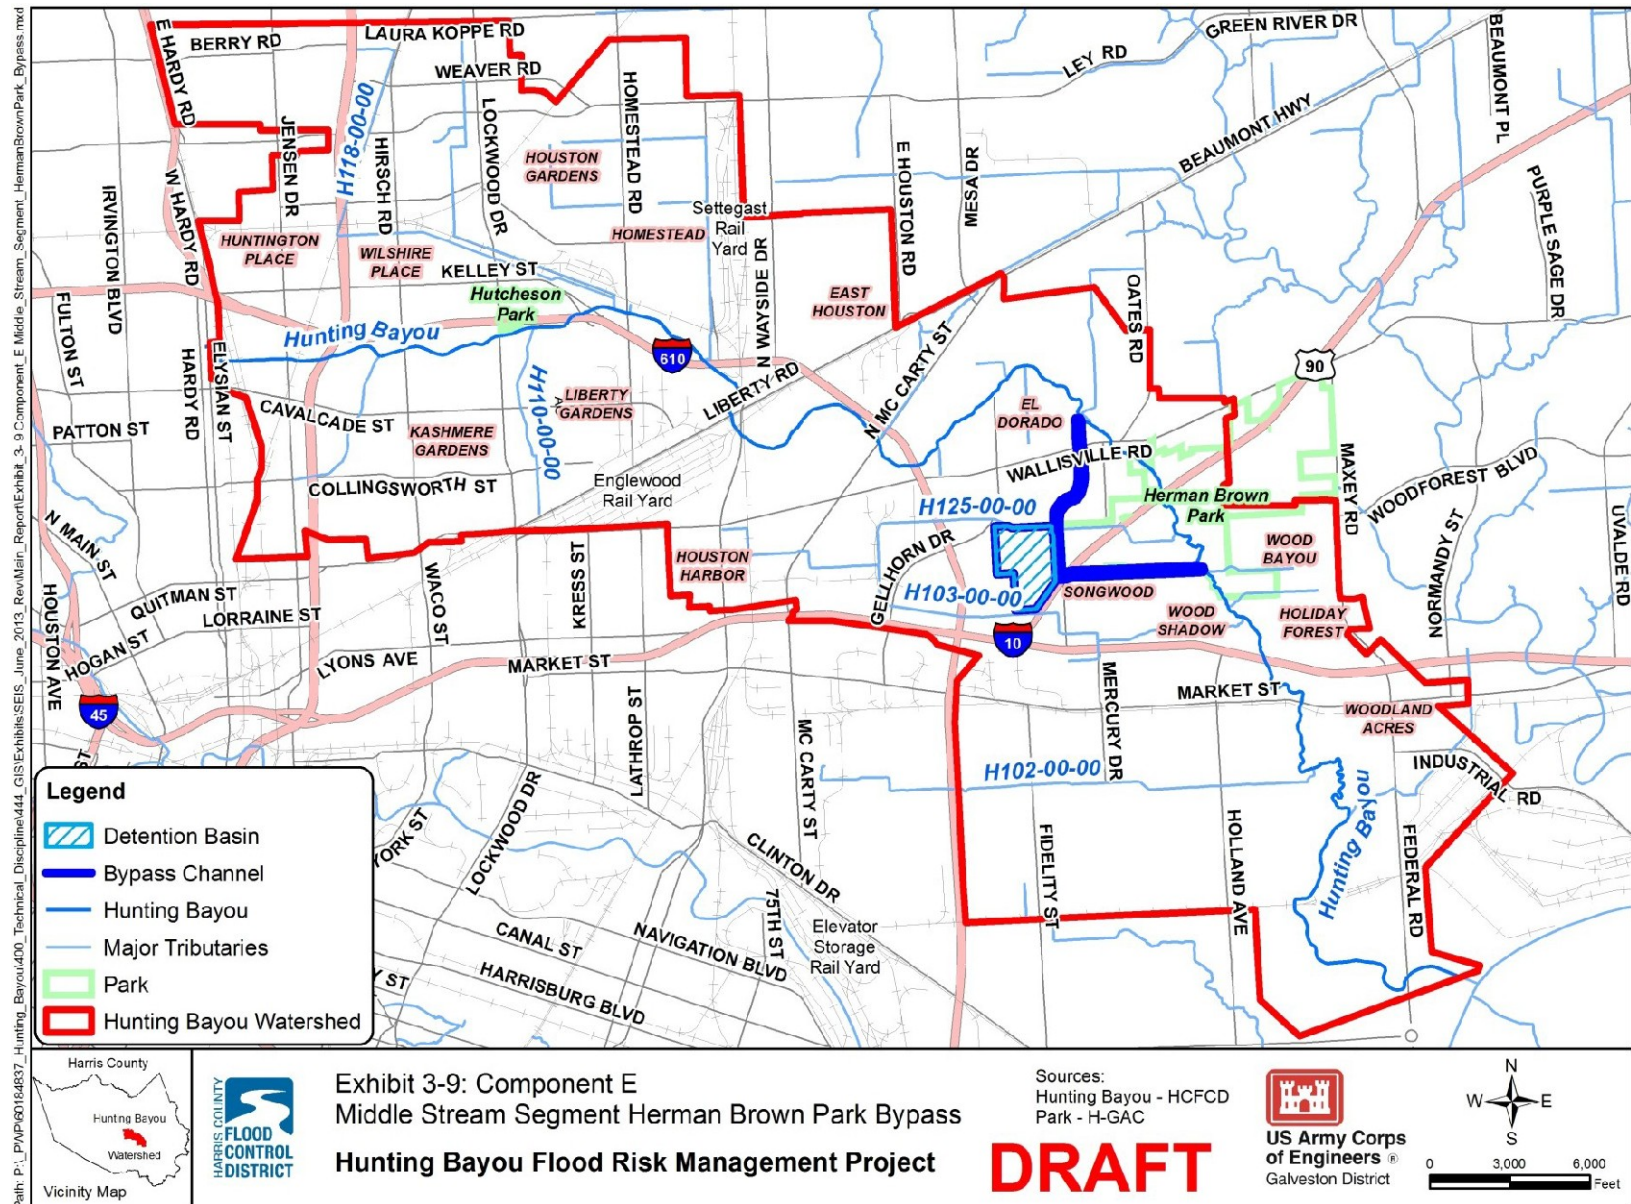 E HARDY RD
BERRY RD
LAURA KOPPE RD
WEAVER RD
GREEN RIVER DR
LEY RD
BEAUMONT PL
BEAUMONT HWY
H118-00-00
JENSEN DR
HIRSCH RD
LOCKWOOD DR
HOMESTEAD RD
HOUSTON
GARDENS
E HOUSTON RD
MESA DR
IRVINGTON BLVD
W HARDY RD
PURPLE SAGE DR
Settegast
Rail
Yard
HOMESTEAD
HUNTINGTON
PLACE
WILSHIRE
PLACE
KELLEY ST
N WAYSIDE DR
Hutcheson
Park
EAST
HOUSTON
OATES RD
FULTON ST
Hunting Bayou
610
90
HARDY RD
ELYSIAN ST
LIBERTY RD
N MC CARTY ST
H110-00-00
LIBERTY
GARDENS
EL
DORADO
CAVALCADE ST
PATTON ST
KASHMERE
GARDENS
WALLISVILLE RD
MAXEY RD
WOODFOREST BLVD
COLLINGSWORTH ST
Englewood
Rail Yard
Herman Brown
Park
H125-00-00
N MAIN ST
NORMANDY ST
UVALDE RD
HOUSTON
HARBOR
GELLHORN DR
WOOD
BAYOU
KRESS ST
WACO ST
QUITMAN ST
H103-00-00
SONGWOOD
HOUSTON AVE
LORRAINE ST
WOOD
SHADOW
HOLIDAY
FOREST
HOGAN ST
10
LYONS AVE
MARKET ST
MERCURY DR
MARKET ST
45
LATHROP ST
MC CARTY ST
WOODLAND
ACRES
ST
H102-00-00
INDUSTRIAL RD
Hunting Bayou
YORK ST
LOCKWOOD DR
CLINTON DR
FIDELITY ST
HOLLAND AVE
FEDERAL RD
75TH ST
CANAL ST
NAVIGATION BLVD
Elevator
Storage
Rail Yard
HARRISBURG BLVD
Y ST
Legend
Detention Basin
Bypass Channel
Hunting Bayou
Major Tributaries
Park
Hunting Bayou Watershed
Harris County
Hunting Bayou
Watershed
Vicinity Map
HARRIS COUNTY
FLOOD
CONTROL
DISTRICT
Exhibit 3-9: Component E
Middle Stream Segment Herman Brown Park Bypass
Hunting Bayou Flood Risk Management Project
Sources:
Hunting Bayou - HCFCD
Park - H-GAC
DRAFT
US Army Corps
of Engineers ®
Galveston District
N
W E
S
0 3,000 6,000
Feet